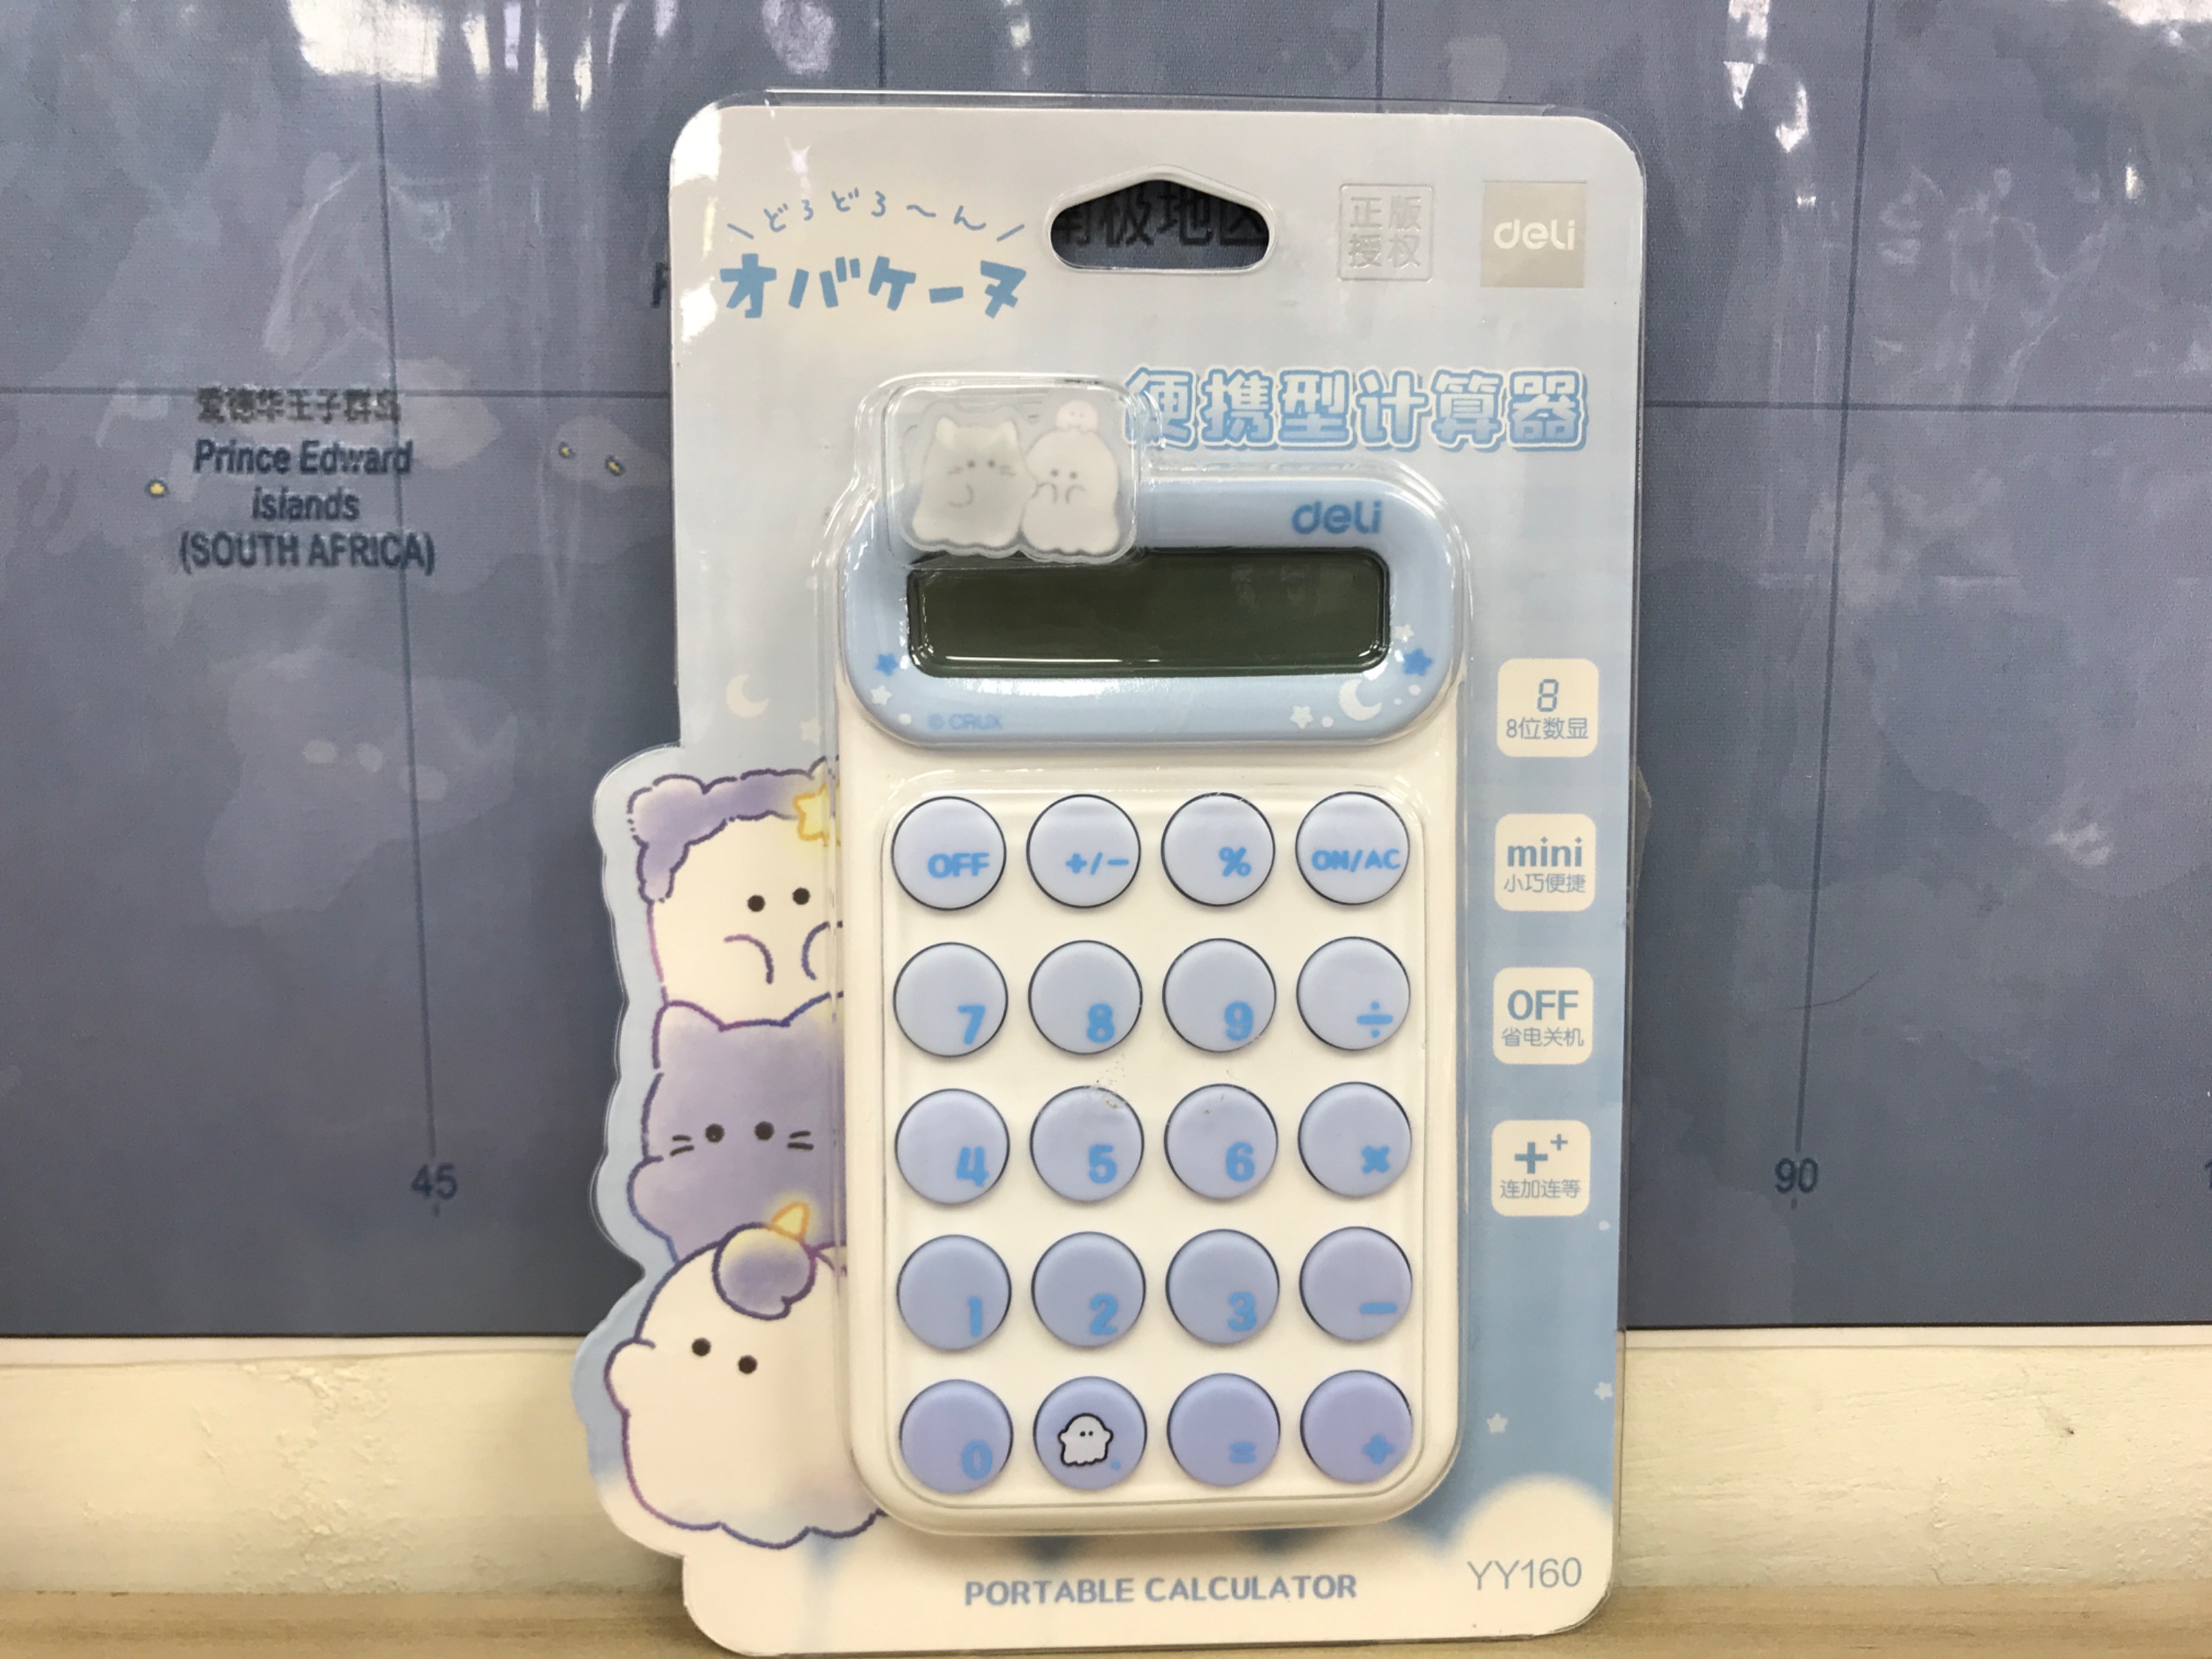 どろどろ〜ん
オバケーヌ
正版
授权
deli
极地区
便携型计算器
爱德华王子群岛
Prince Edward
islands
(SOUTH AFRICA)
deli
© CRUX
8
8位数显
mini
小巧便捷
OFF
省电关机
++
连加连等
OFF +/- % ON/AC
7 8 9 ÷
4 5 6 ×
1 2 3 −
0 . = +
45
90
YY160
PORTABLE CALCULATOR